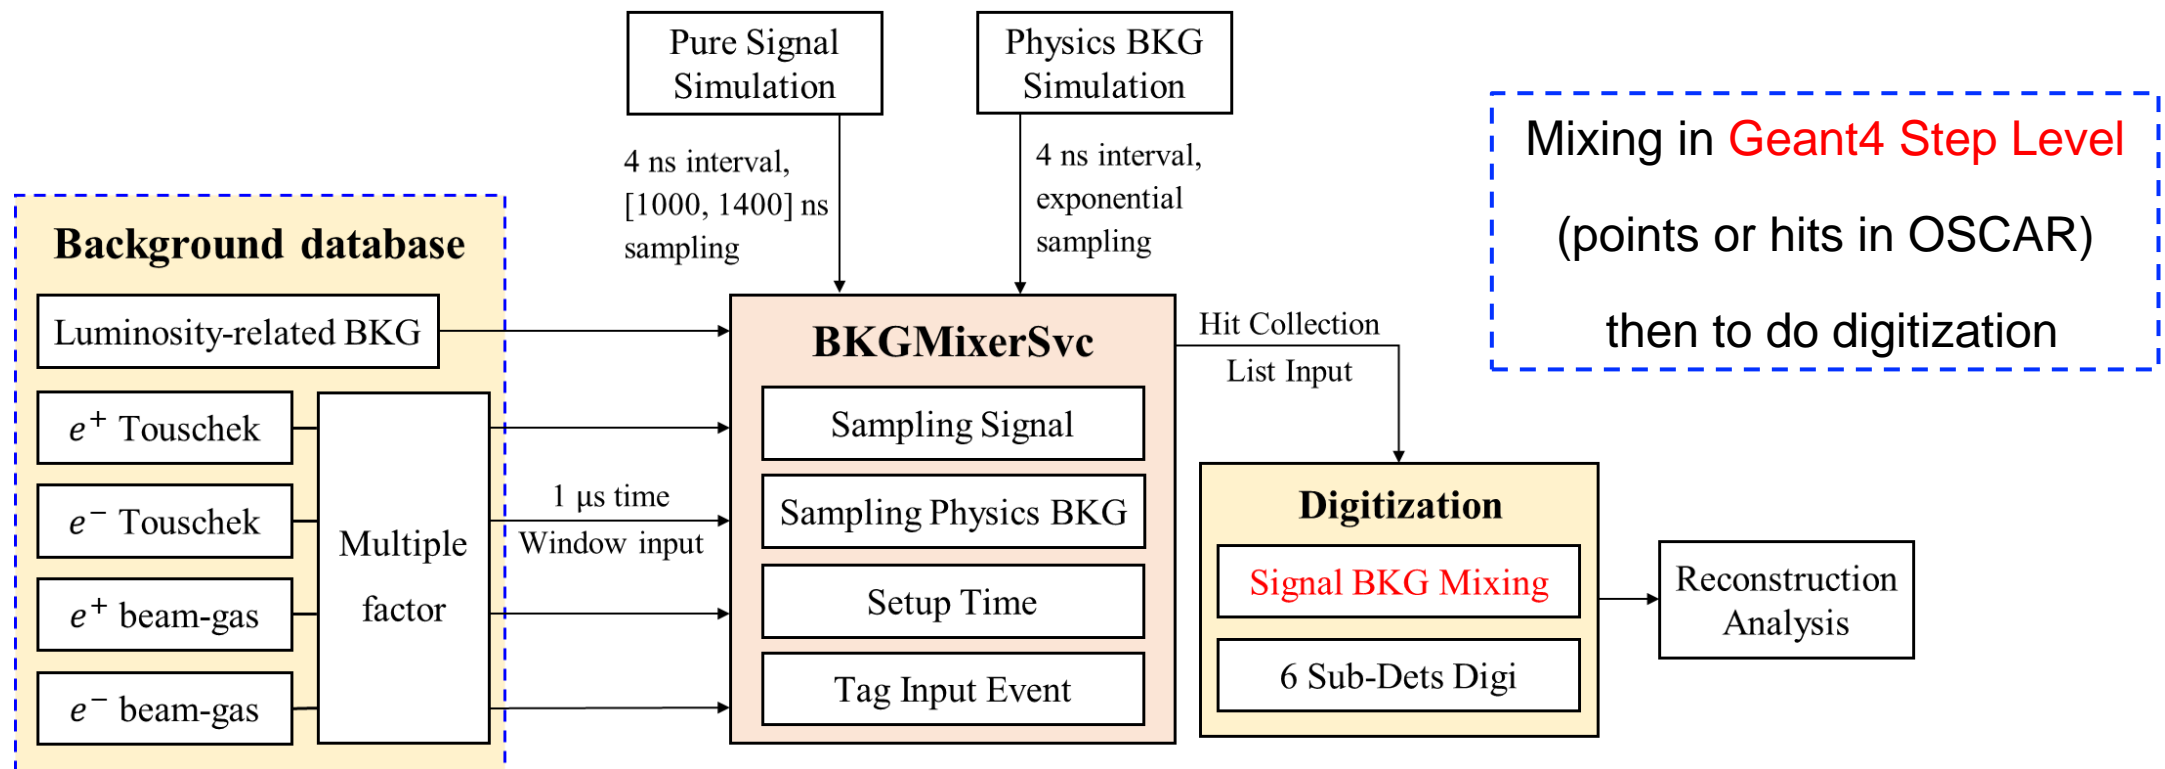 Pure Signal
Simulation
Physics BKG
Simulation
4 ns interval,
[1000, 1400] ns
sampling
4 ns interval,
exponential
sampling
Mixing in Geant4 Step Level
(points or hits in OSCAR)
then to do digitization
Background database
Luminosity-related BKG
e⁺ Touschek
e⁻ Touschek
e⁺ beam-gas
e⁻ beam-gas
Multiple
factor
1 μs time
Window input
BKGMixerSvc
Sampling Signal
Sampling Physics BKG
Setup Time
Tag Input Event
Hit Collection
List Input
Digitization
Signal BKG Mixing
6 Sub-Dets Digi
Reconstruction
Analysis